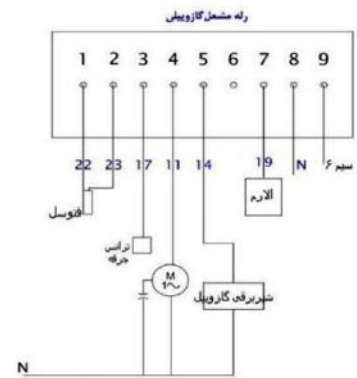 رله مشعل گازوییلی
1 2 3 4 5 6 7 8 9
22 23 17 11 14 19 N سیم ۶
فتوسل
ترانس
جرقه
آلارم
M
1~
شیربرقی گازوییل
N